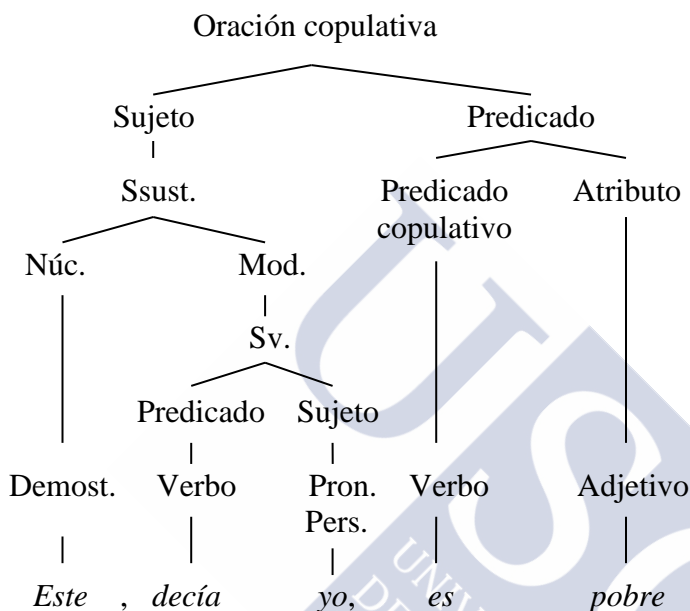 Oración copulativa
Sujeto Predicado
Ssust. Predicado copulativo Atributo
Núc. Mod.
Sv.
Predicado Sujeto
Demost. Verbo Pron. Pers. Verbo Adjetivo
Este , decía yo, es pobre